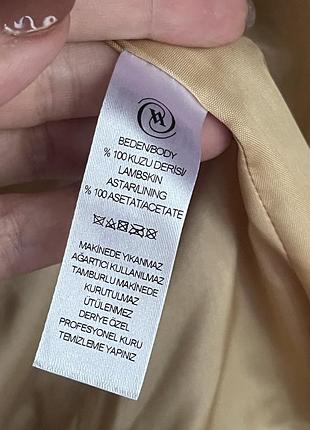 BEDEN/BODY
% 100 KUZU DERİSİ/
LAMBSKIN
ASTAR/LINING
% 100 ASETAT/ACETATE
MAKİNEDE YIKANMAZ
AĞARTICI KULLANILMAZ
TAMBURLU MAKİNEDE
KURUTULMAZ
ÜTÜLENMEZ
DERİYE ÖZEL
PROFESYONEL KURU
TEMİZLEME YAPINIZ